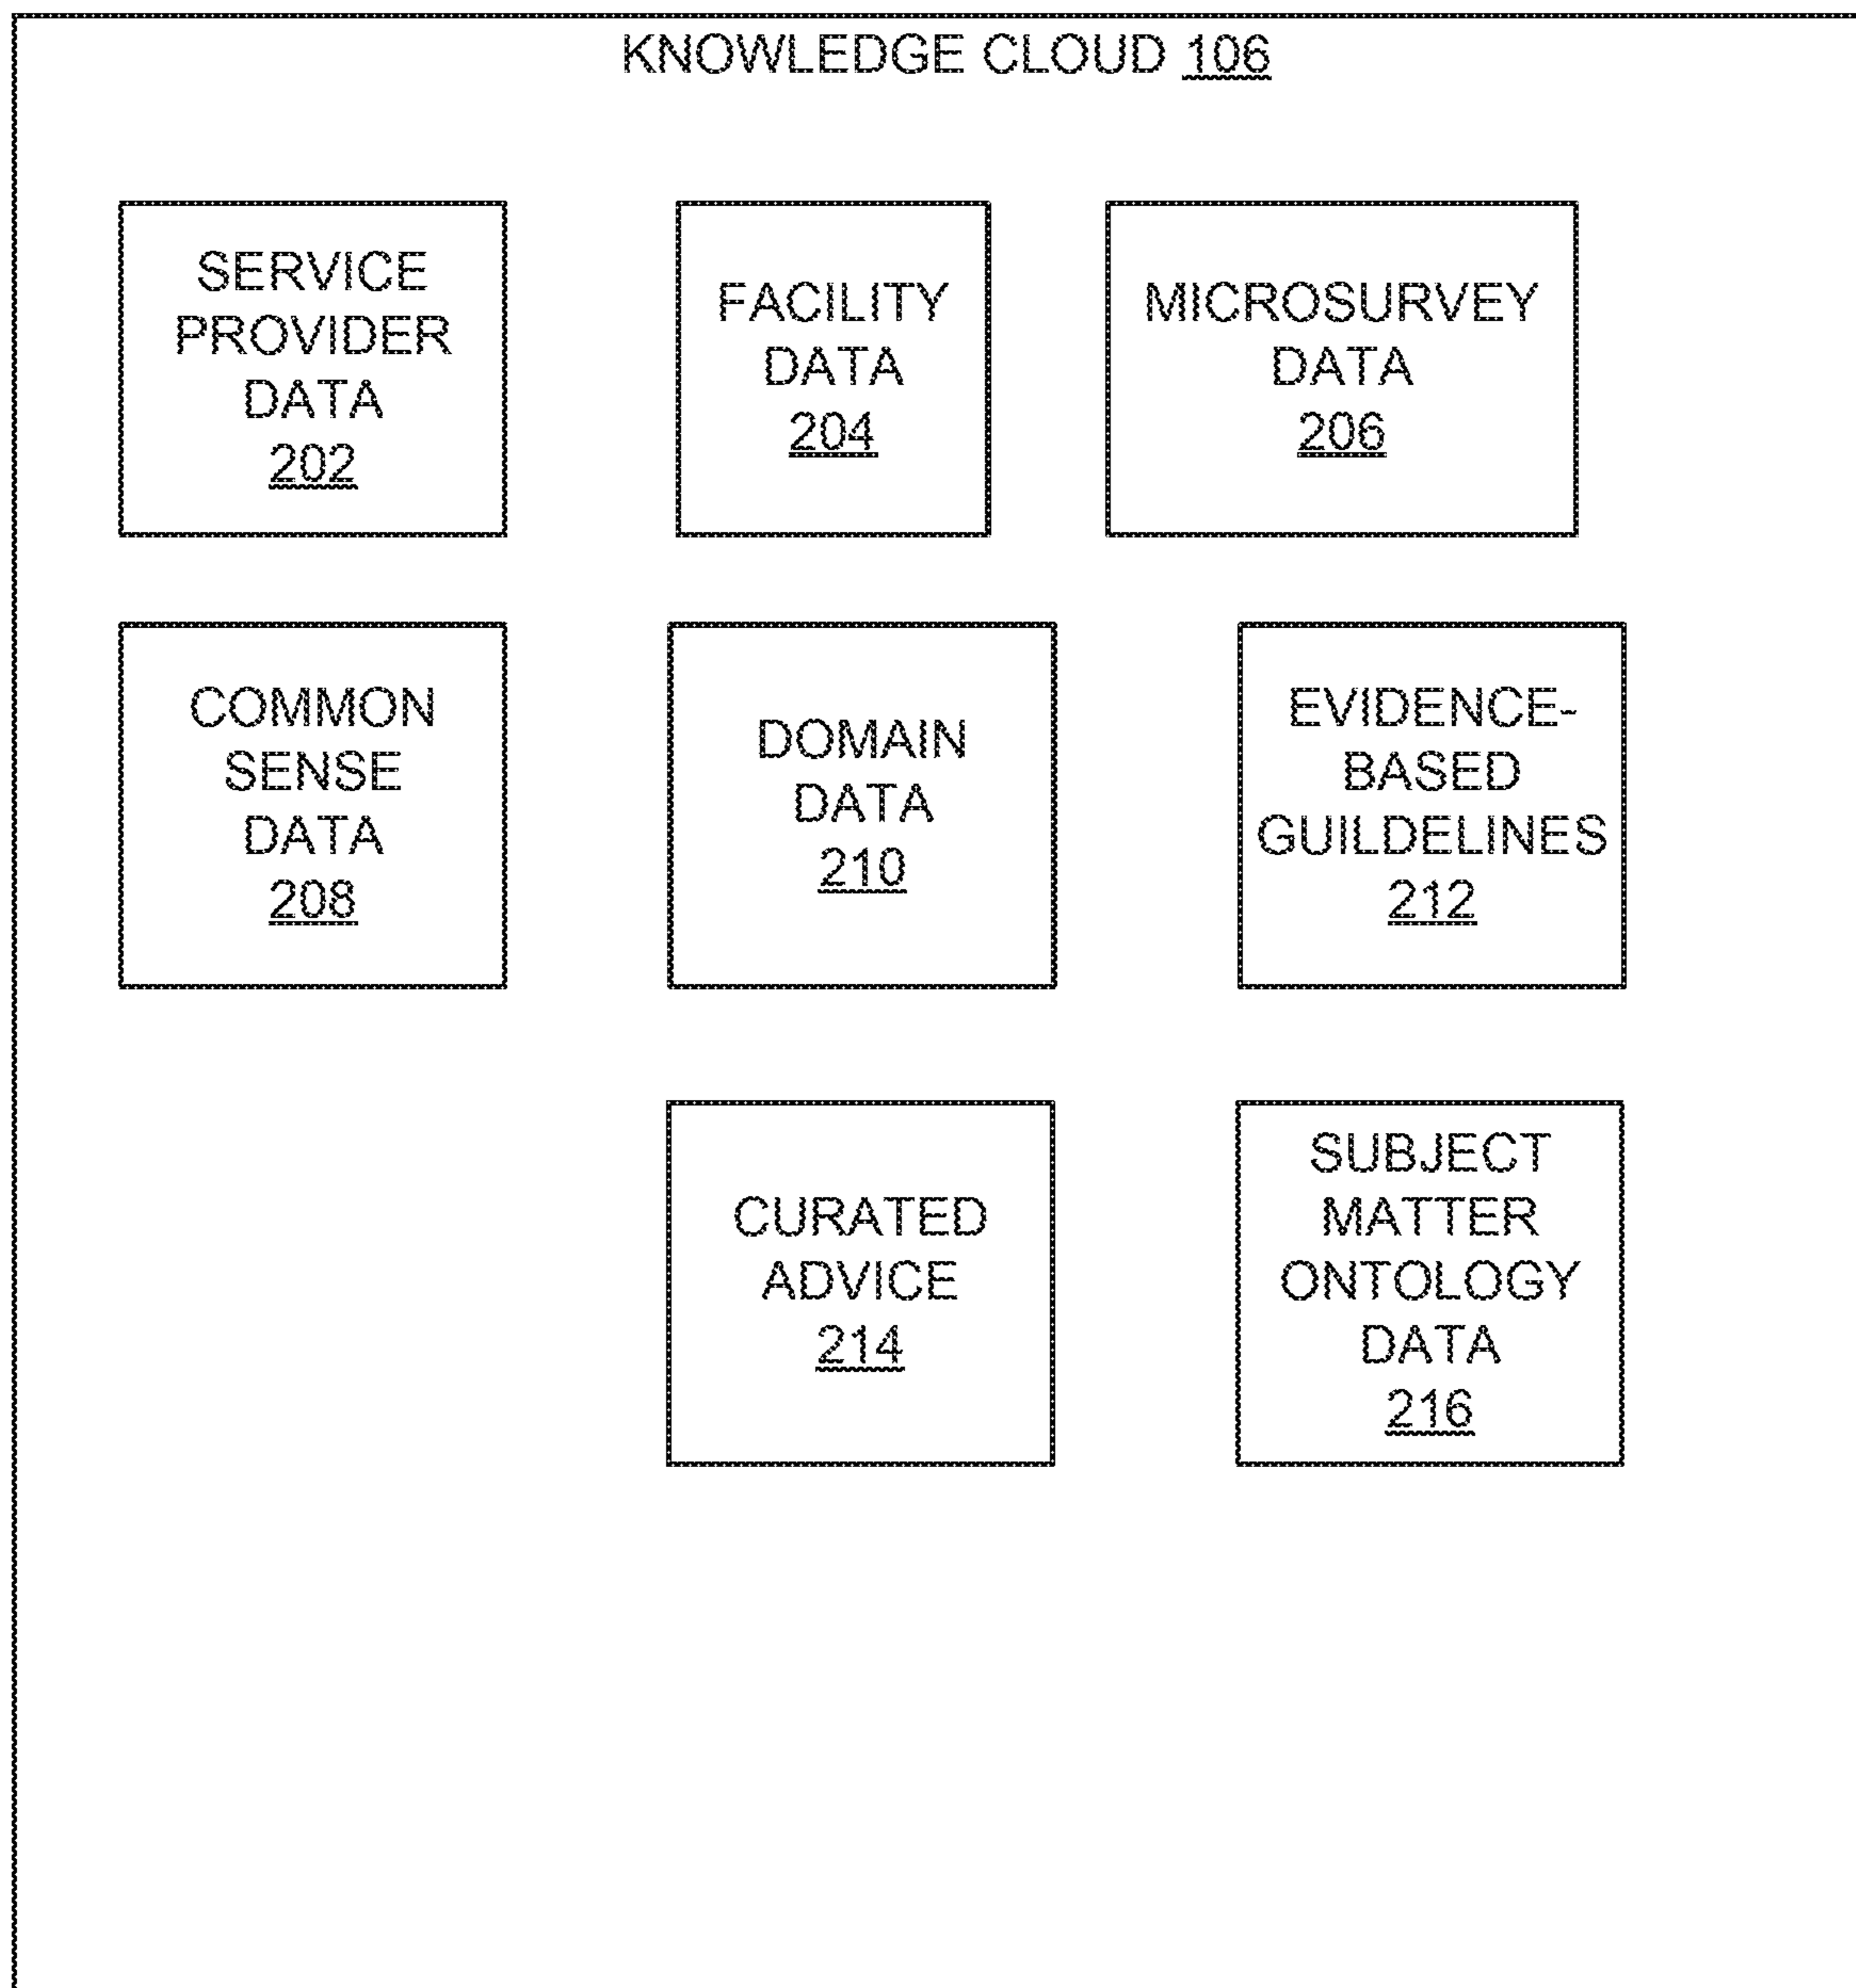 KNOWLEDGE CLOUD 106
SERVICE
PROVIDER
DATA
202
FACILITY
DATA
204
MICROSURVEY
DATA
206
COMMON
SENSE
DATA
208
DOMAIN
DATA
210
EVIDENCE-
BASED
GUILDELINES
212
CURATED
ADVICE
214
SUBJECT
MATTER
ONTOLOGY
DATA
216